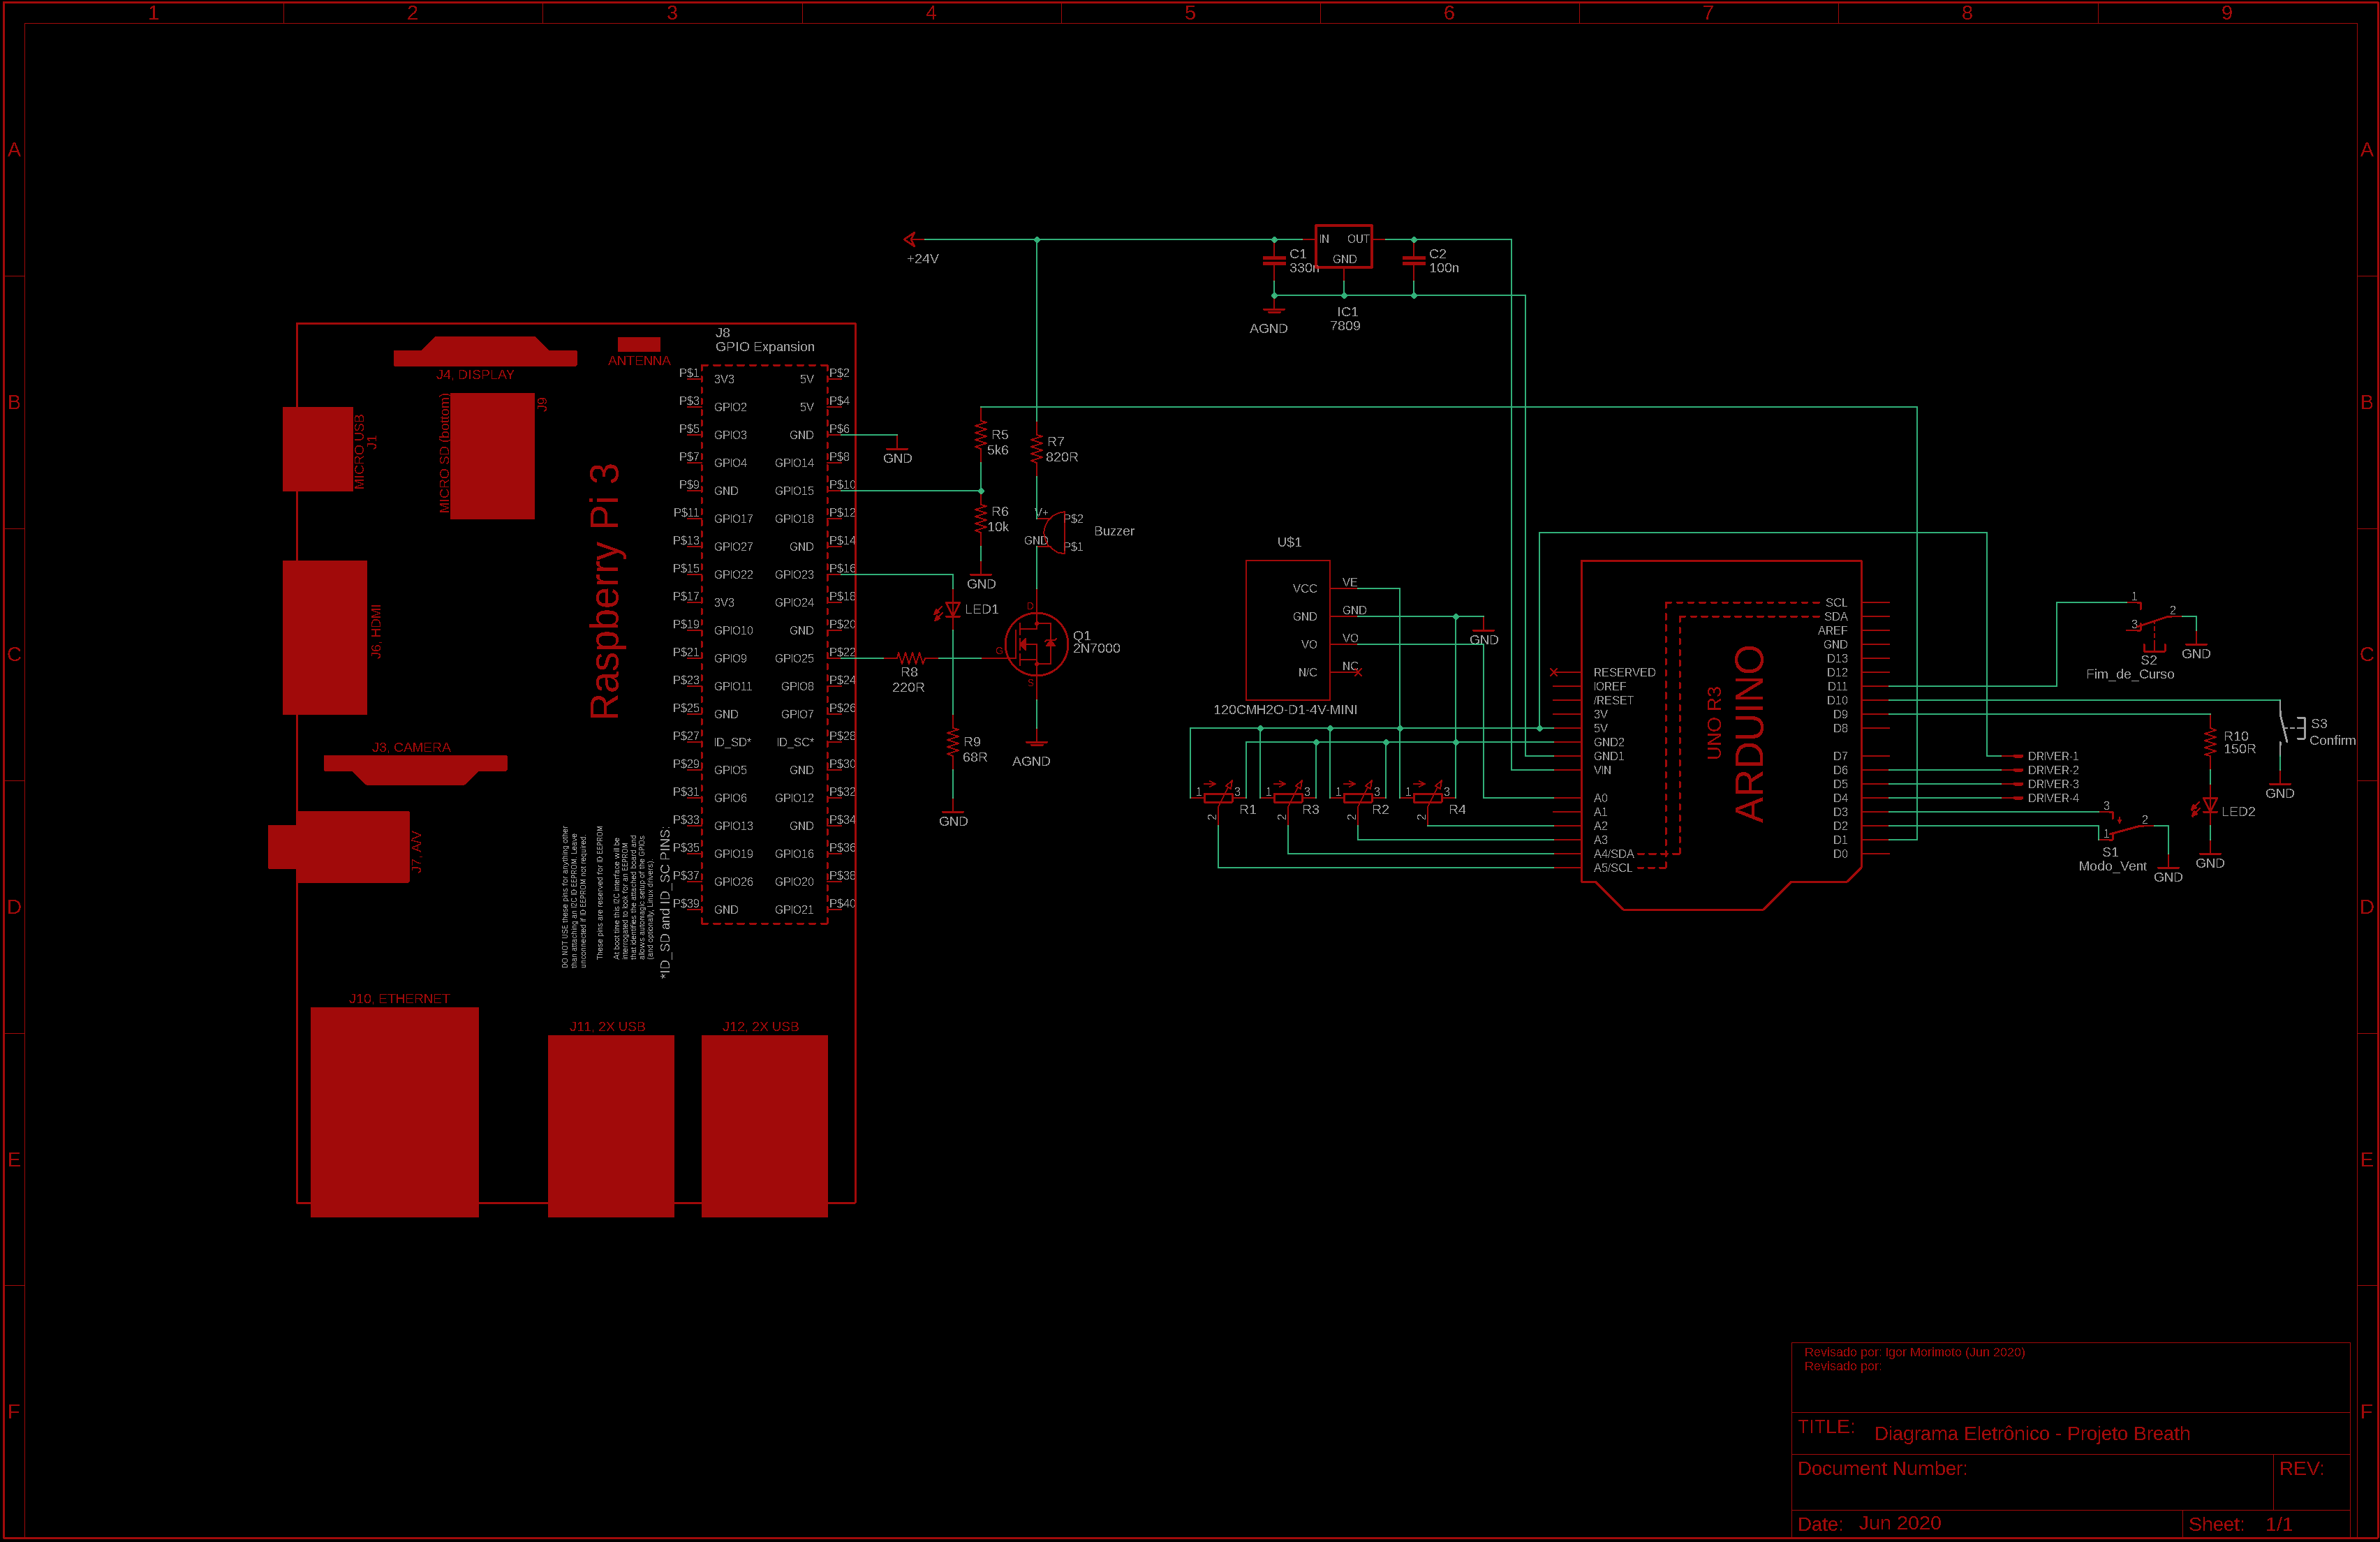 1 2 3 4 5 6 7 8 9
A A
B B
C C
D D
E E
F F
+24V
C1
330n
IN OUT
GND
C2
100n
AGND
IC1
7809
J8
GPIO Expansion
ANTENNA
J4, DISPLAY
MICRO USB
J1
MICRO SD (bottom)
J9
J6, HDMI
J3, CAMERA
J7, A/V
J10, ETHERNET
J11, 2X USB
J12, 2X USB
Raspberry Pi 3
P$1 3V3 5V P$2
P$3 GPIO2 5V P$4
P$5 GPIO3 GND P$6
P$7 GPIO4 GPIO14 P$8
P$9 GND GPIO15 P$10
P$11 GPIO17 GPIO18 P$12
P$13 GPIO27 GND P$14
P$15 GPIO22 GPIO23 P$16
P$17 3V3 GPIO24 P$18
P$19 GPIO10 GND P$20
P$21 GPIO9 GPIO25 P$22
P$23 GPIO11 GPIO8 P$24
P$25 GND GPIO7 P$26
P$27 ID_SD* ID_SC* P$28
P$29 GPIO5 GND P$30
P$31 GPIO6 GPIO12 P$32
P$33 GPIO13 GND P$34
P$35 GPIO19 GPIO16 P$36
P$37 GPIO26 GPIO20 P$38
P$39 GND GPIO21 P$40
*ID_SD and ID_SC PINS:
These pins are reserved for ID EEPROM
At boot time this I2C interface will be
interrogated to look for an EEPROM
that identifies the attached board and
allows automagic setup of the GPIOs
(and optionally, Linux drivers).
DO NOT USE these pins for anything other
than attaching an I2C ID EEPROM. Leave
unconnected if ID EEPROM not required.
GND
R5
5k6
R6
10k
GND
R7
820R
V+
GND
P$2
P$1
Buzzer
LED1
D
G
S
Q1
2N7000
R8
220R
R9
68R
GND
AGND
U$1
VCC VE
GND GND
VO VO
N/C NC
120CMH2O-D1-4V-MINI
GND
1 3 2 R1
1 3 2 R3
1 3 2 R2
1 3 2 R4
UNO R3
ARDUINO
RESERVED
IOREF
/RESET
3V
5V
GND2
GND1
VIN
A0
A1
A2
A3
A4/SDA
A5/SCL
SCL
SDA
AREF
GND
D13
D12
D11
D10
D9
D8
D7
D6
D5
D4
D3
D2
D1
D0
DRIVER-1
DRIVER-2
DRIVER-3
DRIVER-4
1
2
3
S2
Fim_de_Curso
GND
S3
Confirm
GND
R10
150R
LED2
GND
3
2
1
S1
Modo_Vent
GND
Revisado por: Igor Morimoto (Jun 2020)
Revisado por:
TITLE: Diagrama Eletrônico - Projeto Breath
Document Number: REV:
Date: Jun 2020 Sheet: 1/1